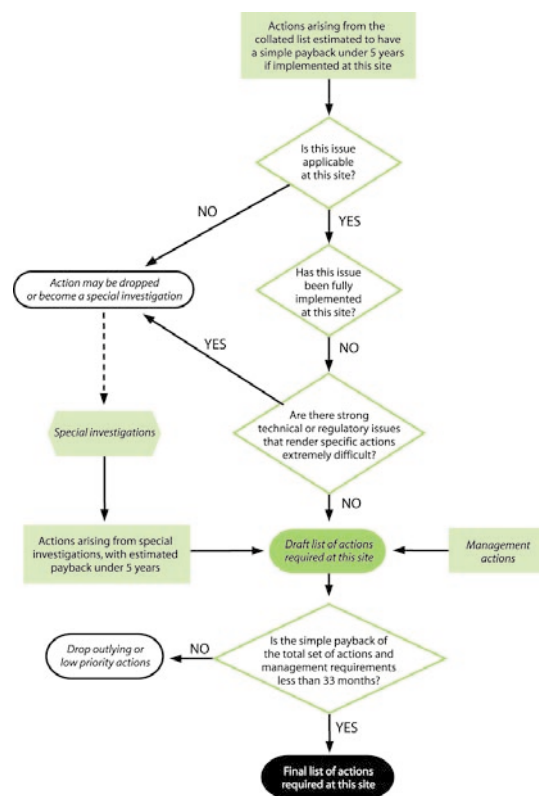 Actions arising from the
collated list estimated to have
a simple payback under 5 years
if implemented at this site
Is this issue
applicable
at this site?
NO
YES
Action may be dropped
or become a special investigation
Has this issue
been fully
implemented
at this site?
YES
NO
Are there strong
technical or regulatory issues
that render specific actions
extremely difficult?
Special investigations
NO
Actions arising from special
investigations, with estimated
payback under 5 years
Draft list of actions
required at this site
Management
actions
Is the simple payback of
the total set of actions and
management requirements
less than 33 months?
NO
Drop outlying or
low priority actions
YES
Final list of actions
required at this site